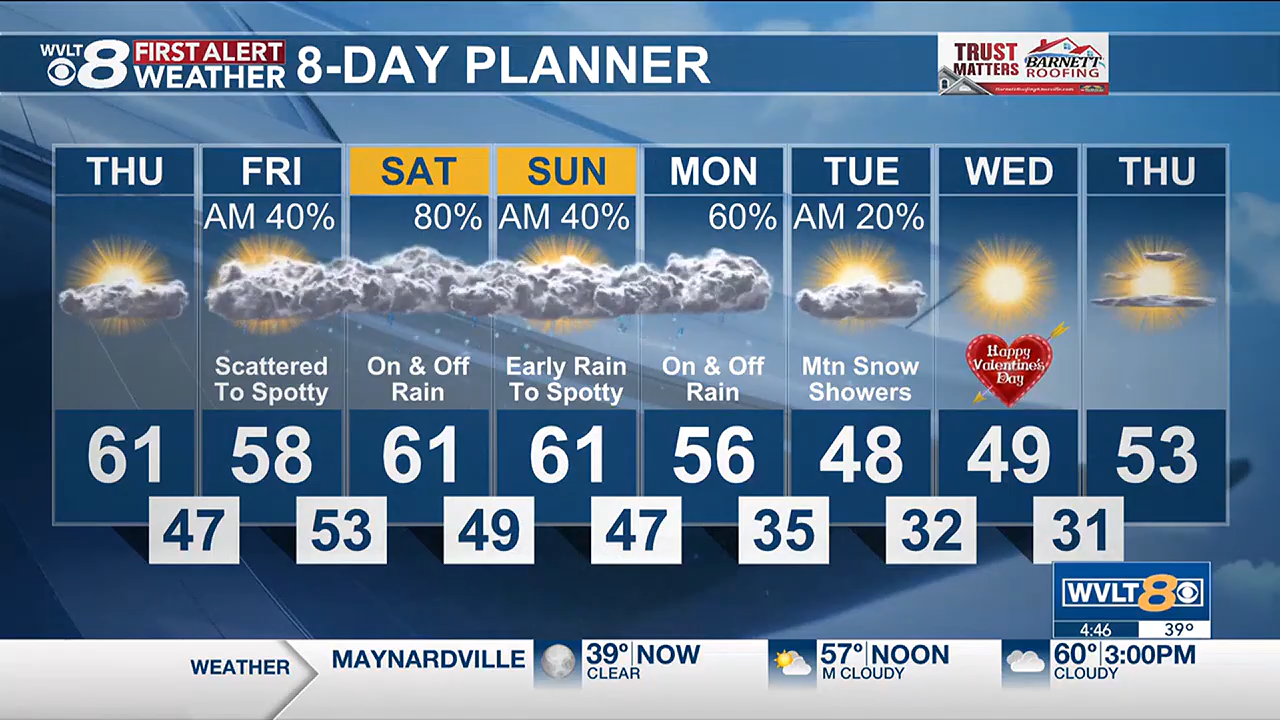 WVLT 8 FIRST ALERT WEATHER 8-DAY PLANNER
TRUST MATTERS BARNETT ROOFING
THU FRI SAT SUN MON TUE WED THU
AM 40% 80% AM 40% 60% AM 20%
Scattered To Spotty
On & Off Rain
Early Rain To Spotty
On & Off Rain
Mtn Snow Showers
Happy Valentine's Day
61 58 61 61 56 48 49 53
47 53 49 47 35 32 31
WVLT 8
4:46 39°
WEATHER MAYNARDVILLE
39° NOW
CLEAR
57° NOON
M CLOUDY
60° 3:00PM
CLOUDY